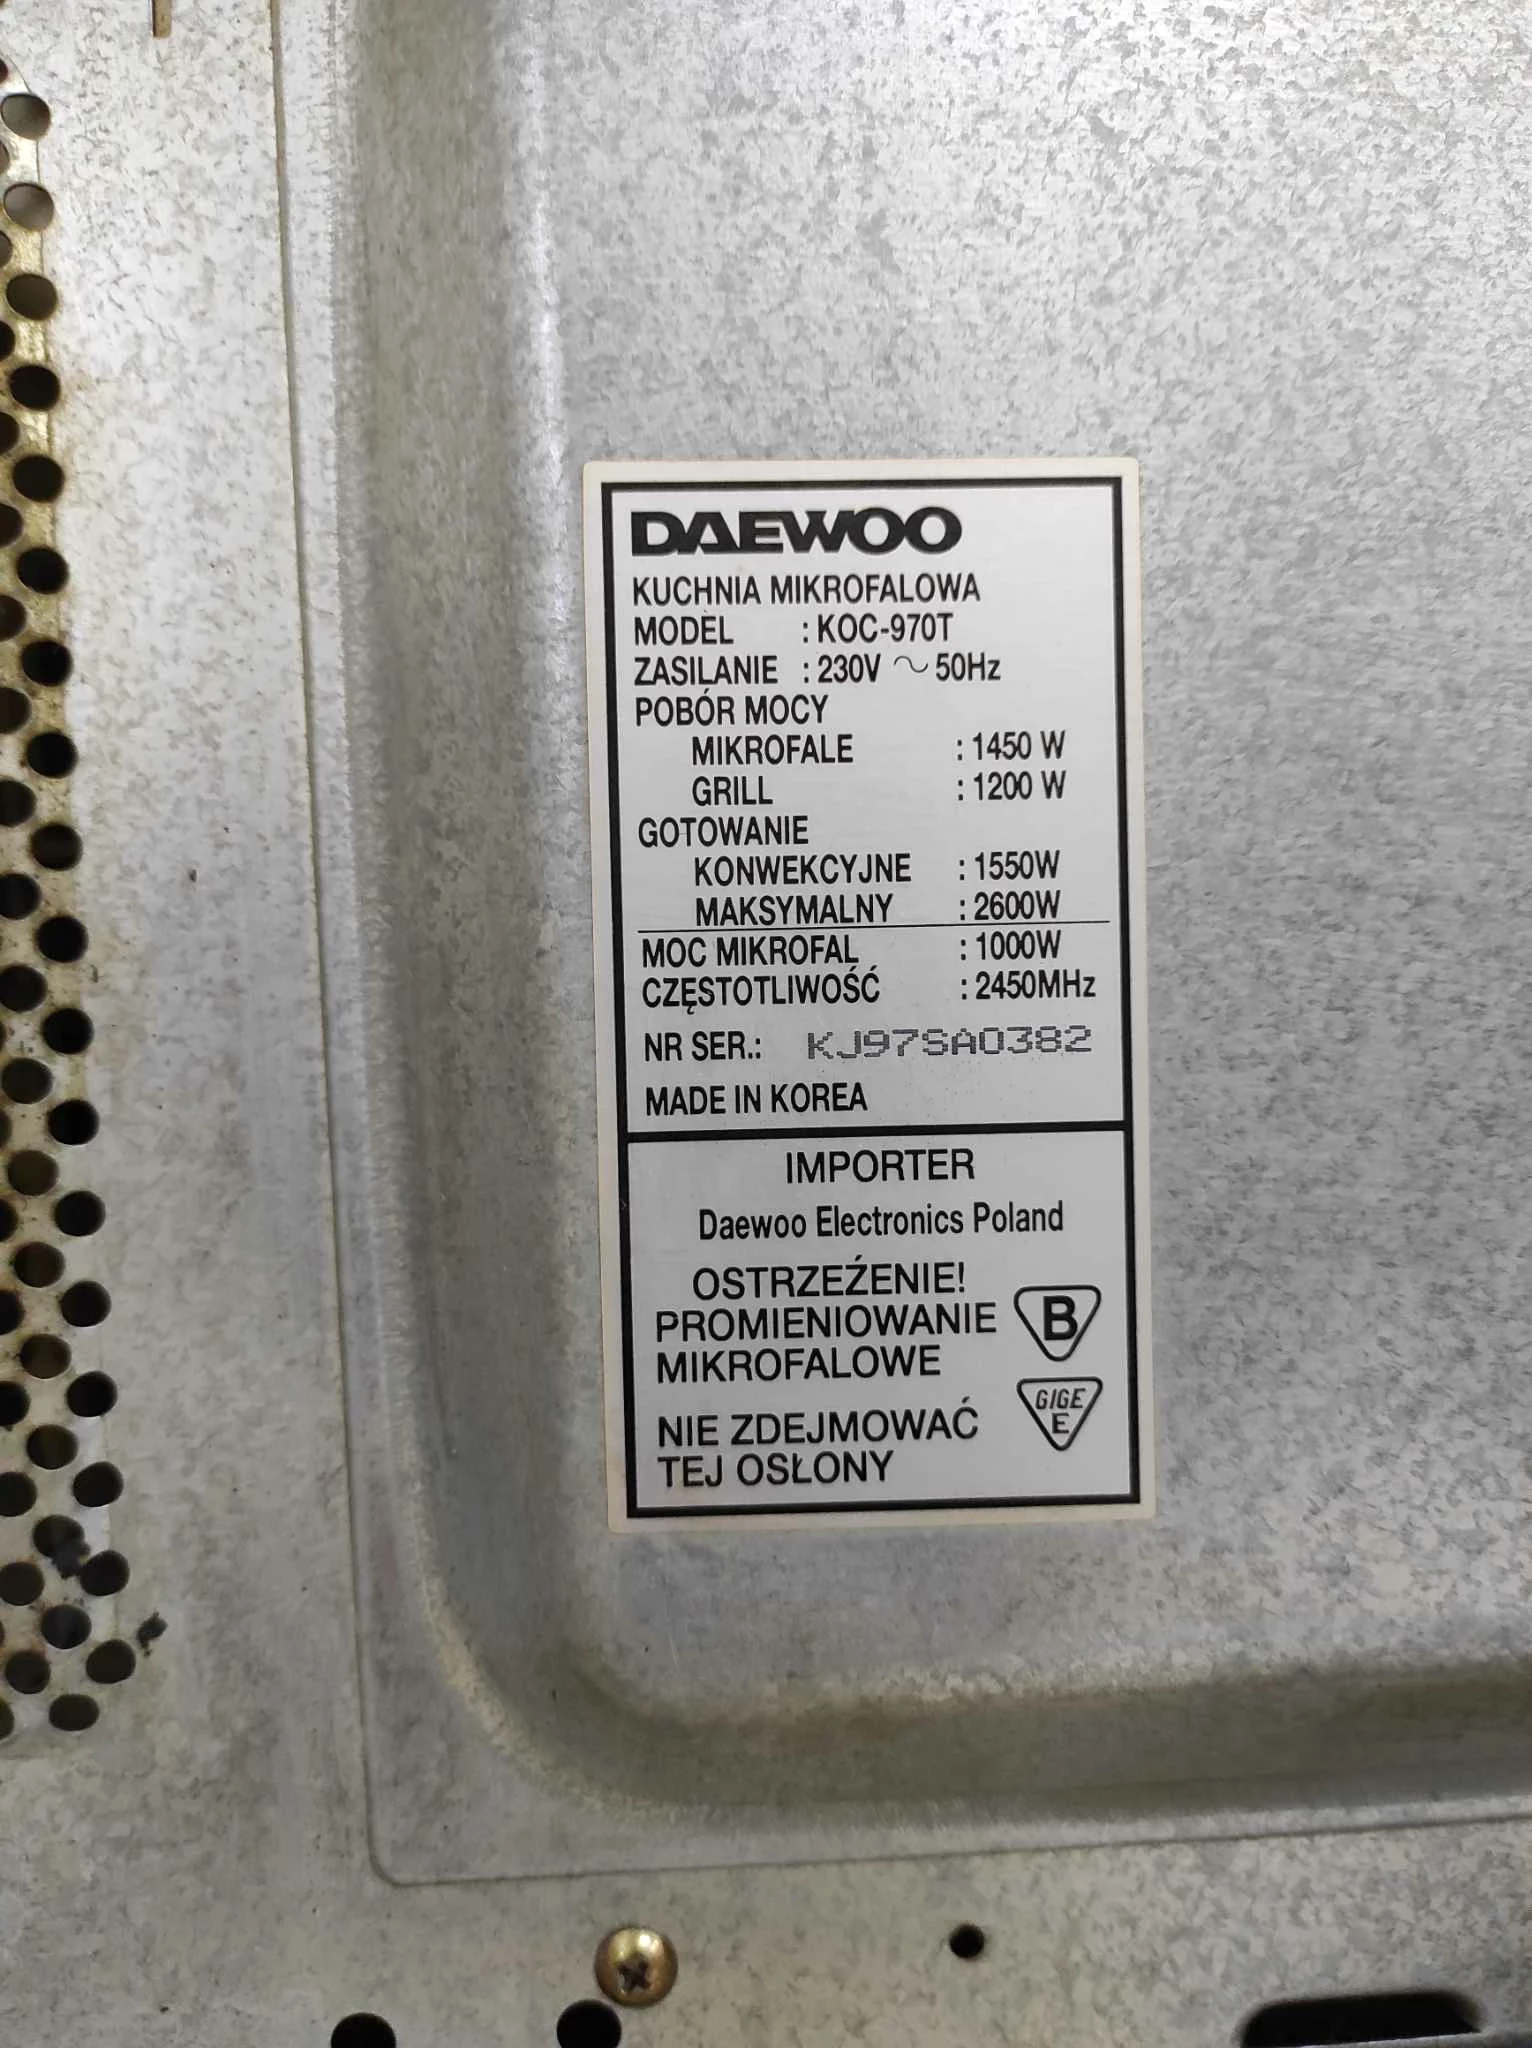 DAEWOO
KUCHNIA MIKROFALOWA
MODEL : KOC-970T
ZASILANIE : 230V ~ 50Hz
POBÓR MOCY
MIKROFALE : 1450 W
GRILL : 1200 W
GOTOWANIE
KONWEKCYJNE : 1550W
MAKSYMALNY : 2600W
MOC MIKROFAL : 1000W
CZĘSTOTLIWOŚĆ : 2450MHz
NR SER.: KJ97SA0382
MADE IN KOREA
IMPORTER
Daewoo Electronics Poland
OSTRZEŹENIE!
PROMIENIOWANIE
MIKROFALOWE
B
NIE ZDEJMOWAĆ
TEJ OSŁONY
GIGE
E